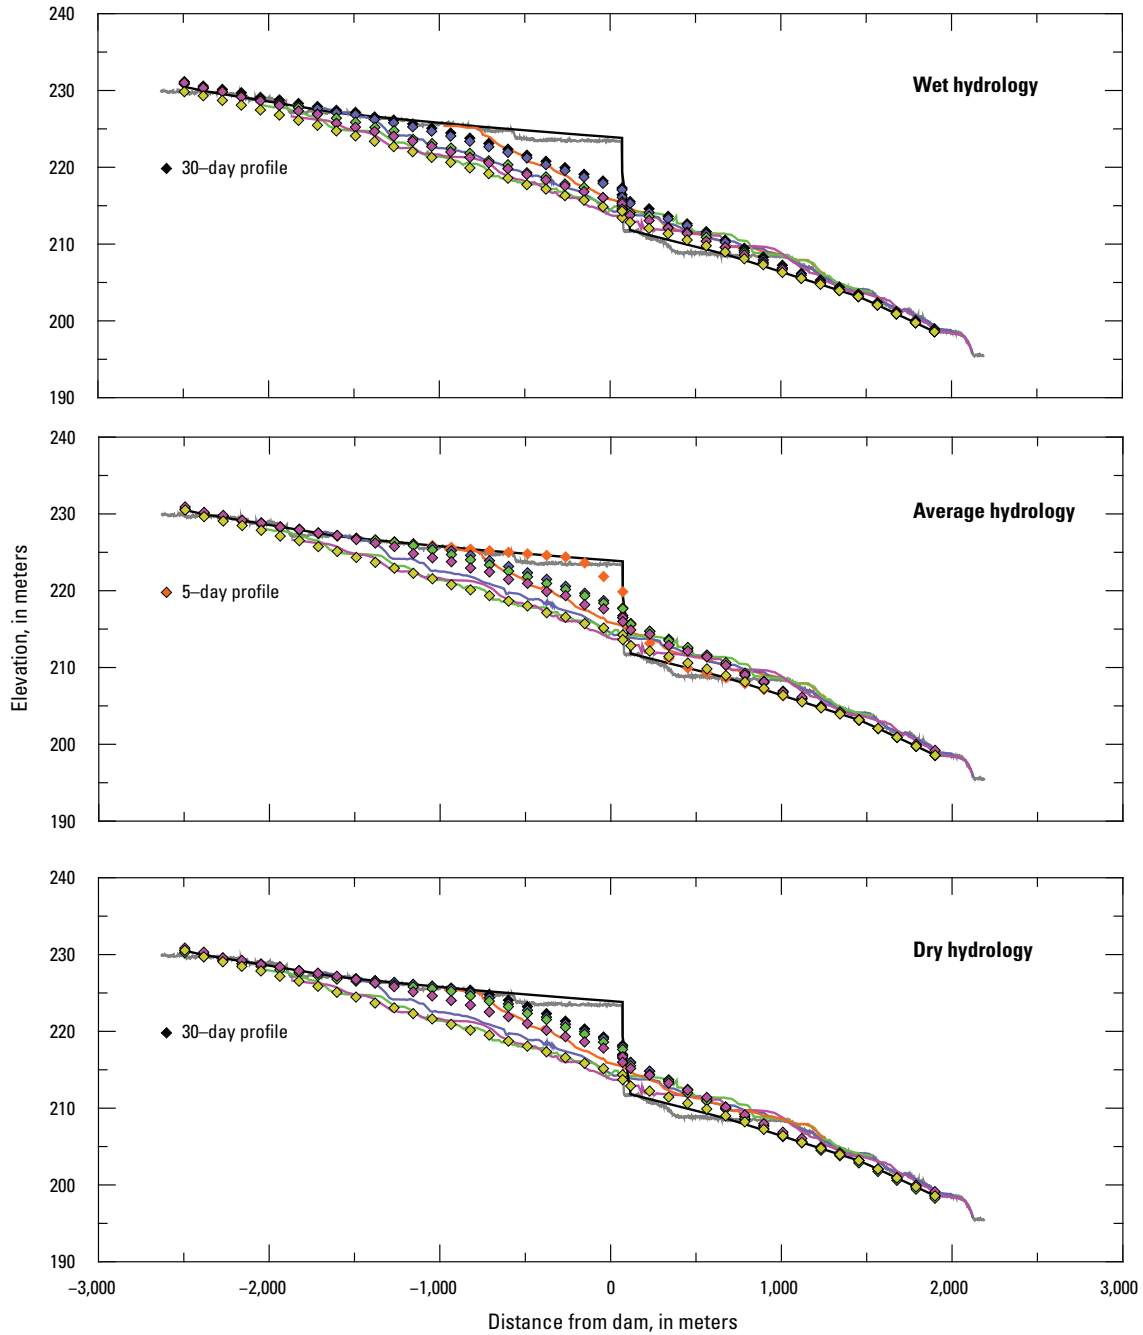 240
230
220
210
200
190
Wet hydrology
30–day profile
240
230
220
210
200
190
Average hydrology
5–day profile
Elevation, in meters
240
230
220
210
200
190
Dry hydrology
30–day profile
–3,000 –2,000 –1,000 0 1,000 2,000 3,000
Distance from dam, in meters